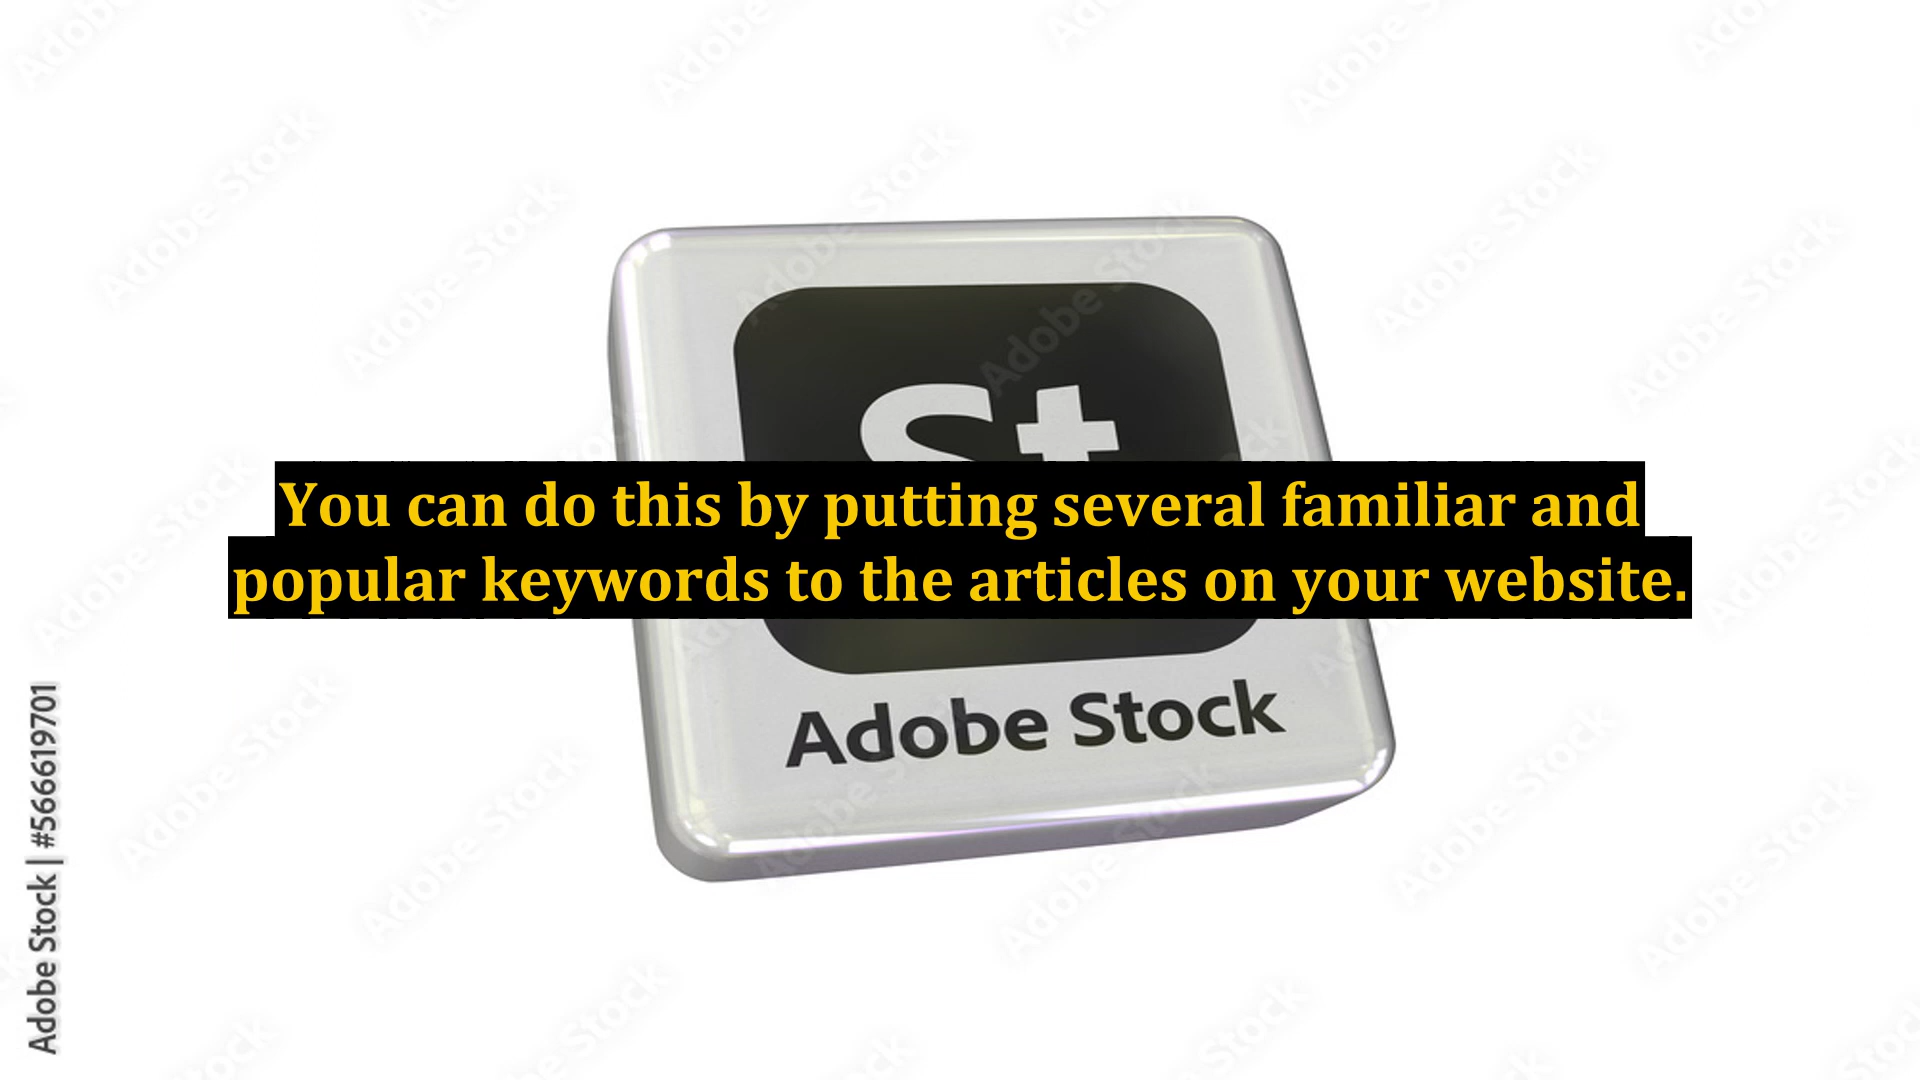 St
You can do this by putting several familiar and
popular keywords to the articles on your website.
Adobe Stock
Adobe Stock | #566619701